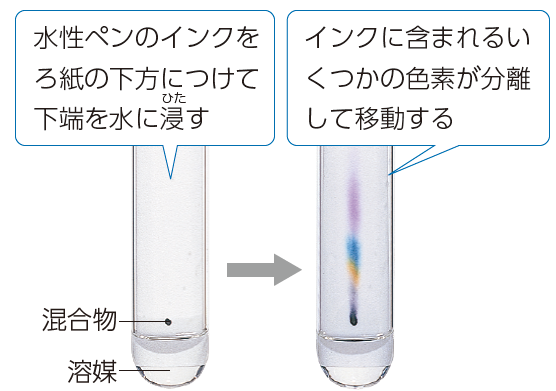 水性ペンのインクを
ろ紙の下方につけて
下端を水に浸す
ひた
インクに含まれるい
くつかの色素が分離
して移動する
混合物
溶媒